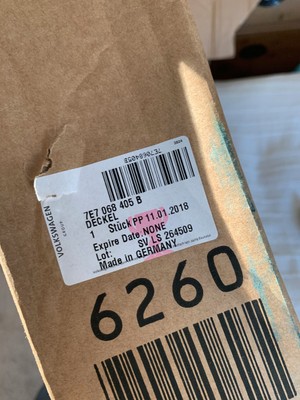 7E7068405B
VOLKSWAGEN
7E7 068 405 B
DECKEL
1 Stück PP 11.01.2018
Expire Date:NONE
Lot: SV LS 264509
Made in GERMANY
6260